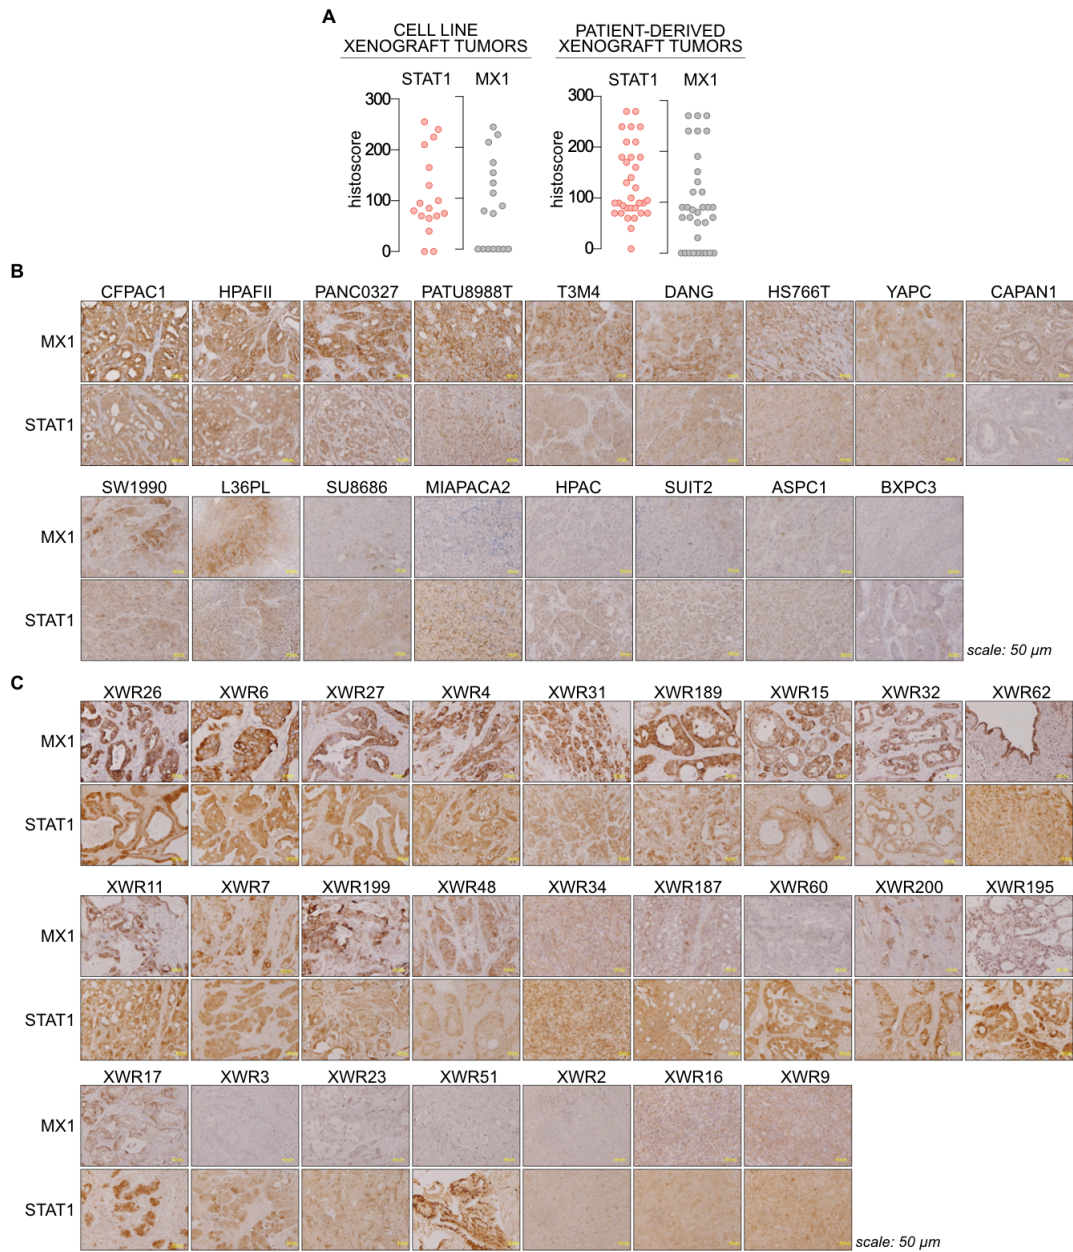 A
CELL LINE
XENOGRAFT TUMORS
PATIENT-DERIVED
XENOGRAFT TUMORS
STAT1 MX1 STAT1 MX1
300 300
200 200
100 100
0 0
histoscore histoscore
B
CFPAC1 HPAFII PANC0327 PATU8988T T3M4 DANG HS766T YAPC CAPAN1
MX1
STAT1
SW1990 L36PL SU8686 MIAPACA2 HPAC SUIT2 ASPC1 BXPC3
MX1
STAT1
scale: 50 µm
C
XWR26 XWR6 XWR27 XWR4 XWR31 XWR189 XWR15 XWR32 XWR62
MX1
STAT1
XWR11 XWR7 XWR199 XWR48 XWR34 XWR187 XWR60 XWR200 XWR195
MX1
STAT1
XWR17 XWR3 XWR23 XWR51 XWR2 XWR16 XWR9
MX1
STAT1
scale: 50 µm